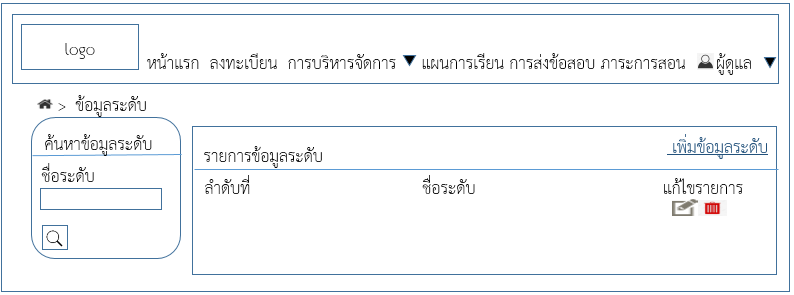 logo
หน้าแรก ลงทะเบียน การบริหารจัดการ แผนการเรียน การส่งข้อสอบ ภาระการสอน ผู้ดูแล
> ข้อมูลระดับ
ค้นหาข้อมูลระดับ
ชื่อระดับ
รายการข้อมูลระดับ เพิ่มข้อมูลระดับ
ลำดับที่ ชื่อระดับ แก้ไขรายการ